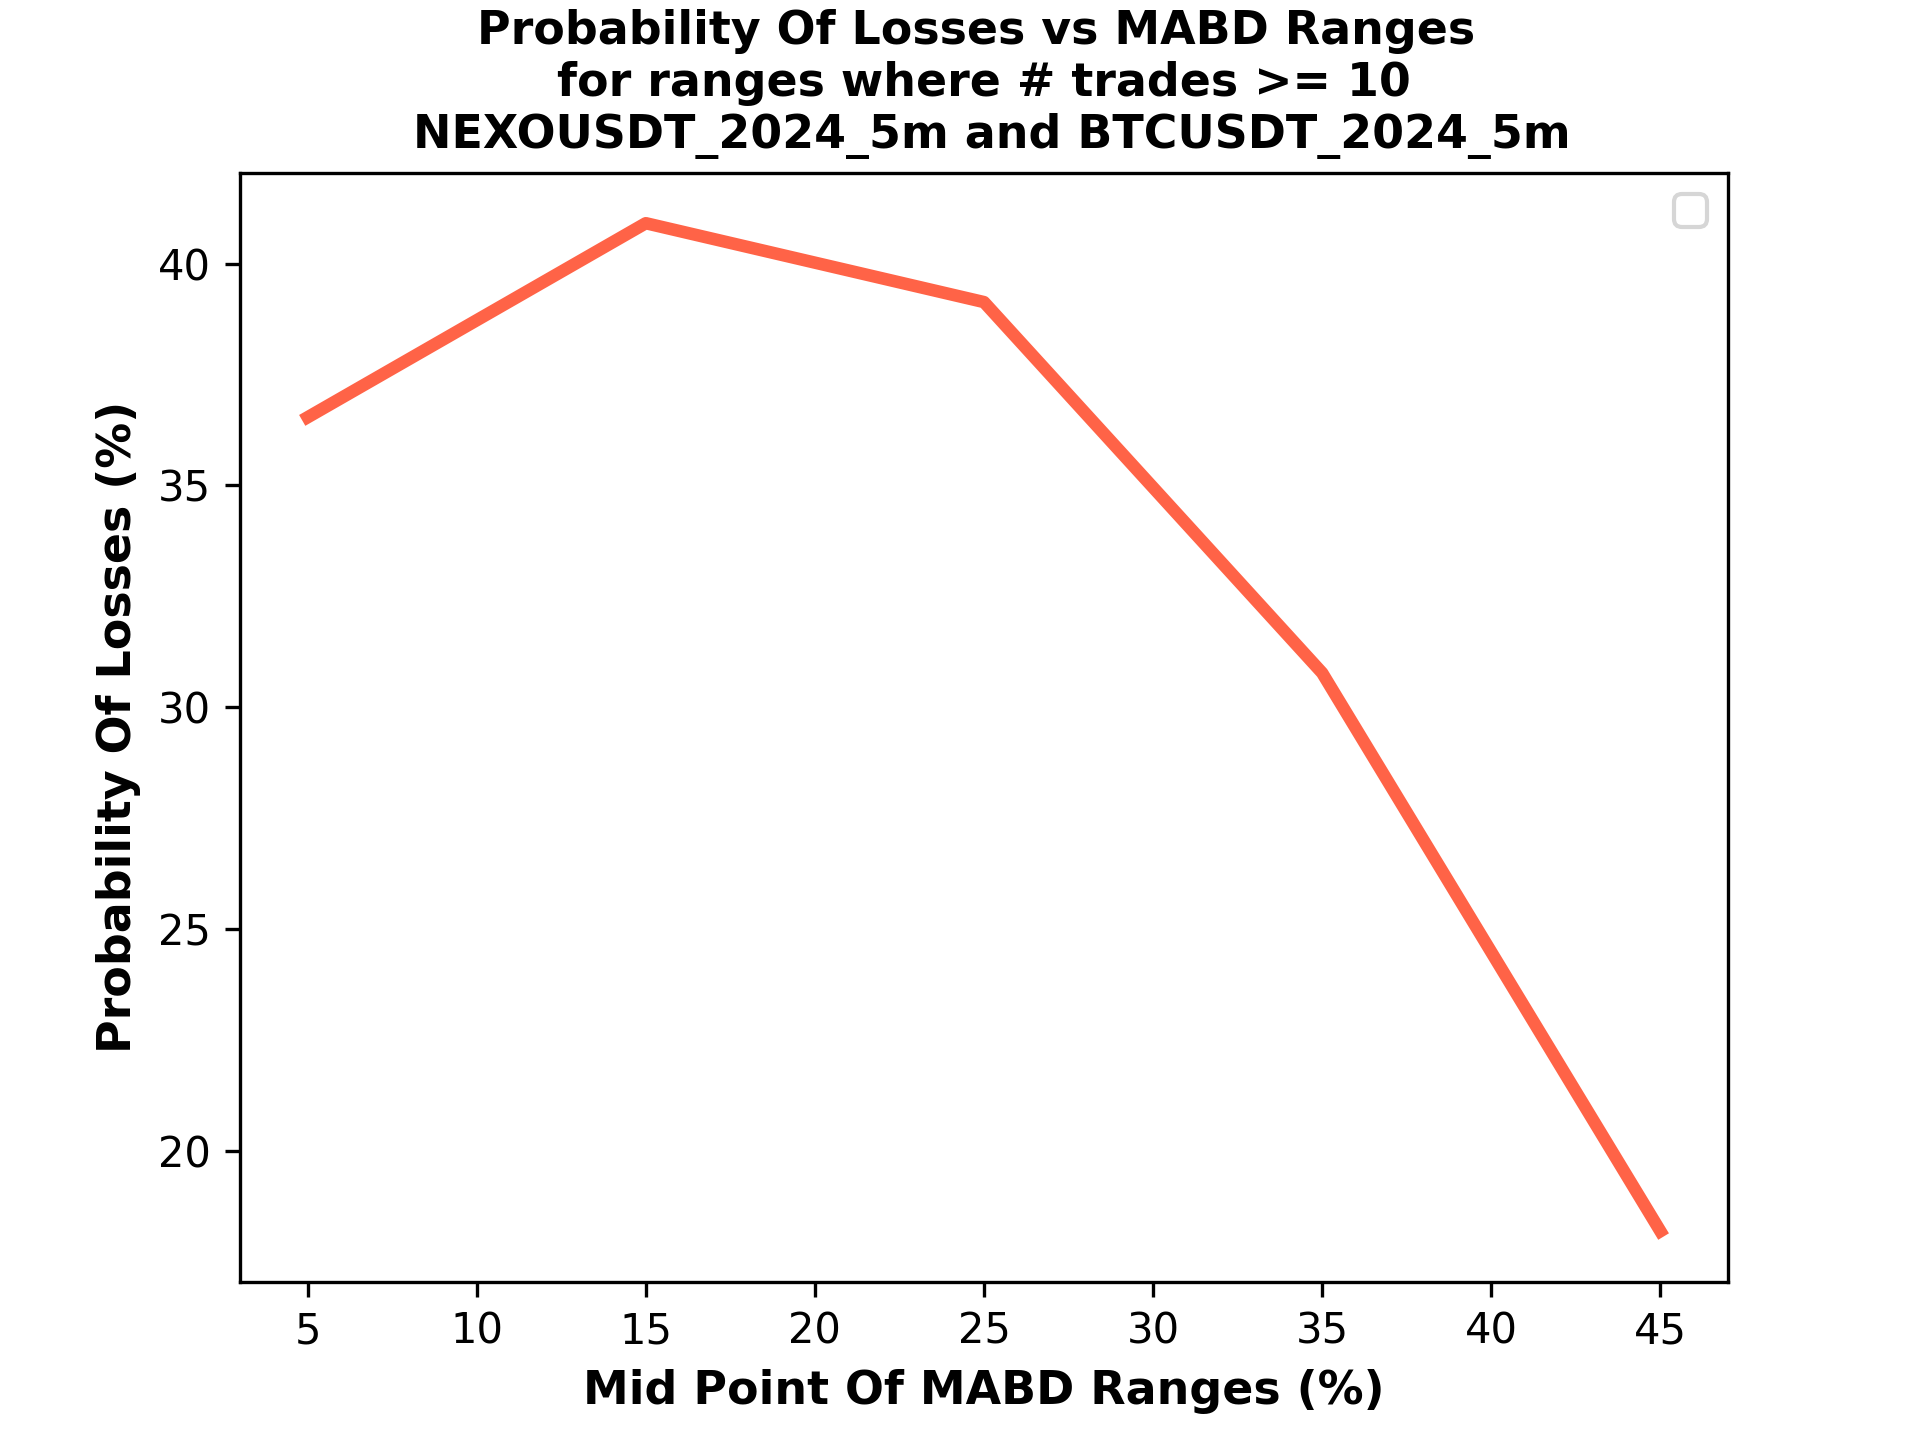 Probability Of Losses vs MABD Ranges
for ranges where # trades >= 10
NEXOUSDT_2024_5m and BTCUSDT_2024_5m
40
35
30
25
20
Probability Of Losses (%)
5 10 15 20 25 30 35 40 45
Mid Point Of MABD Ranges (%)